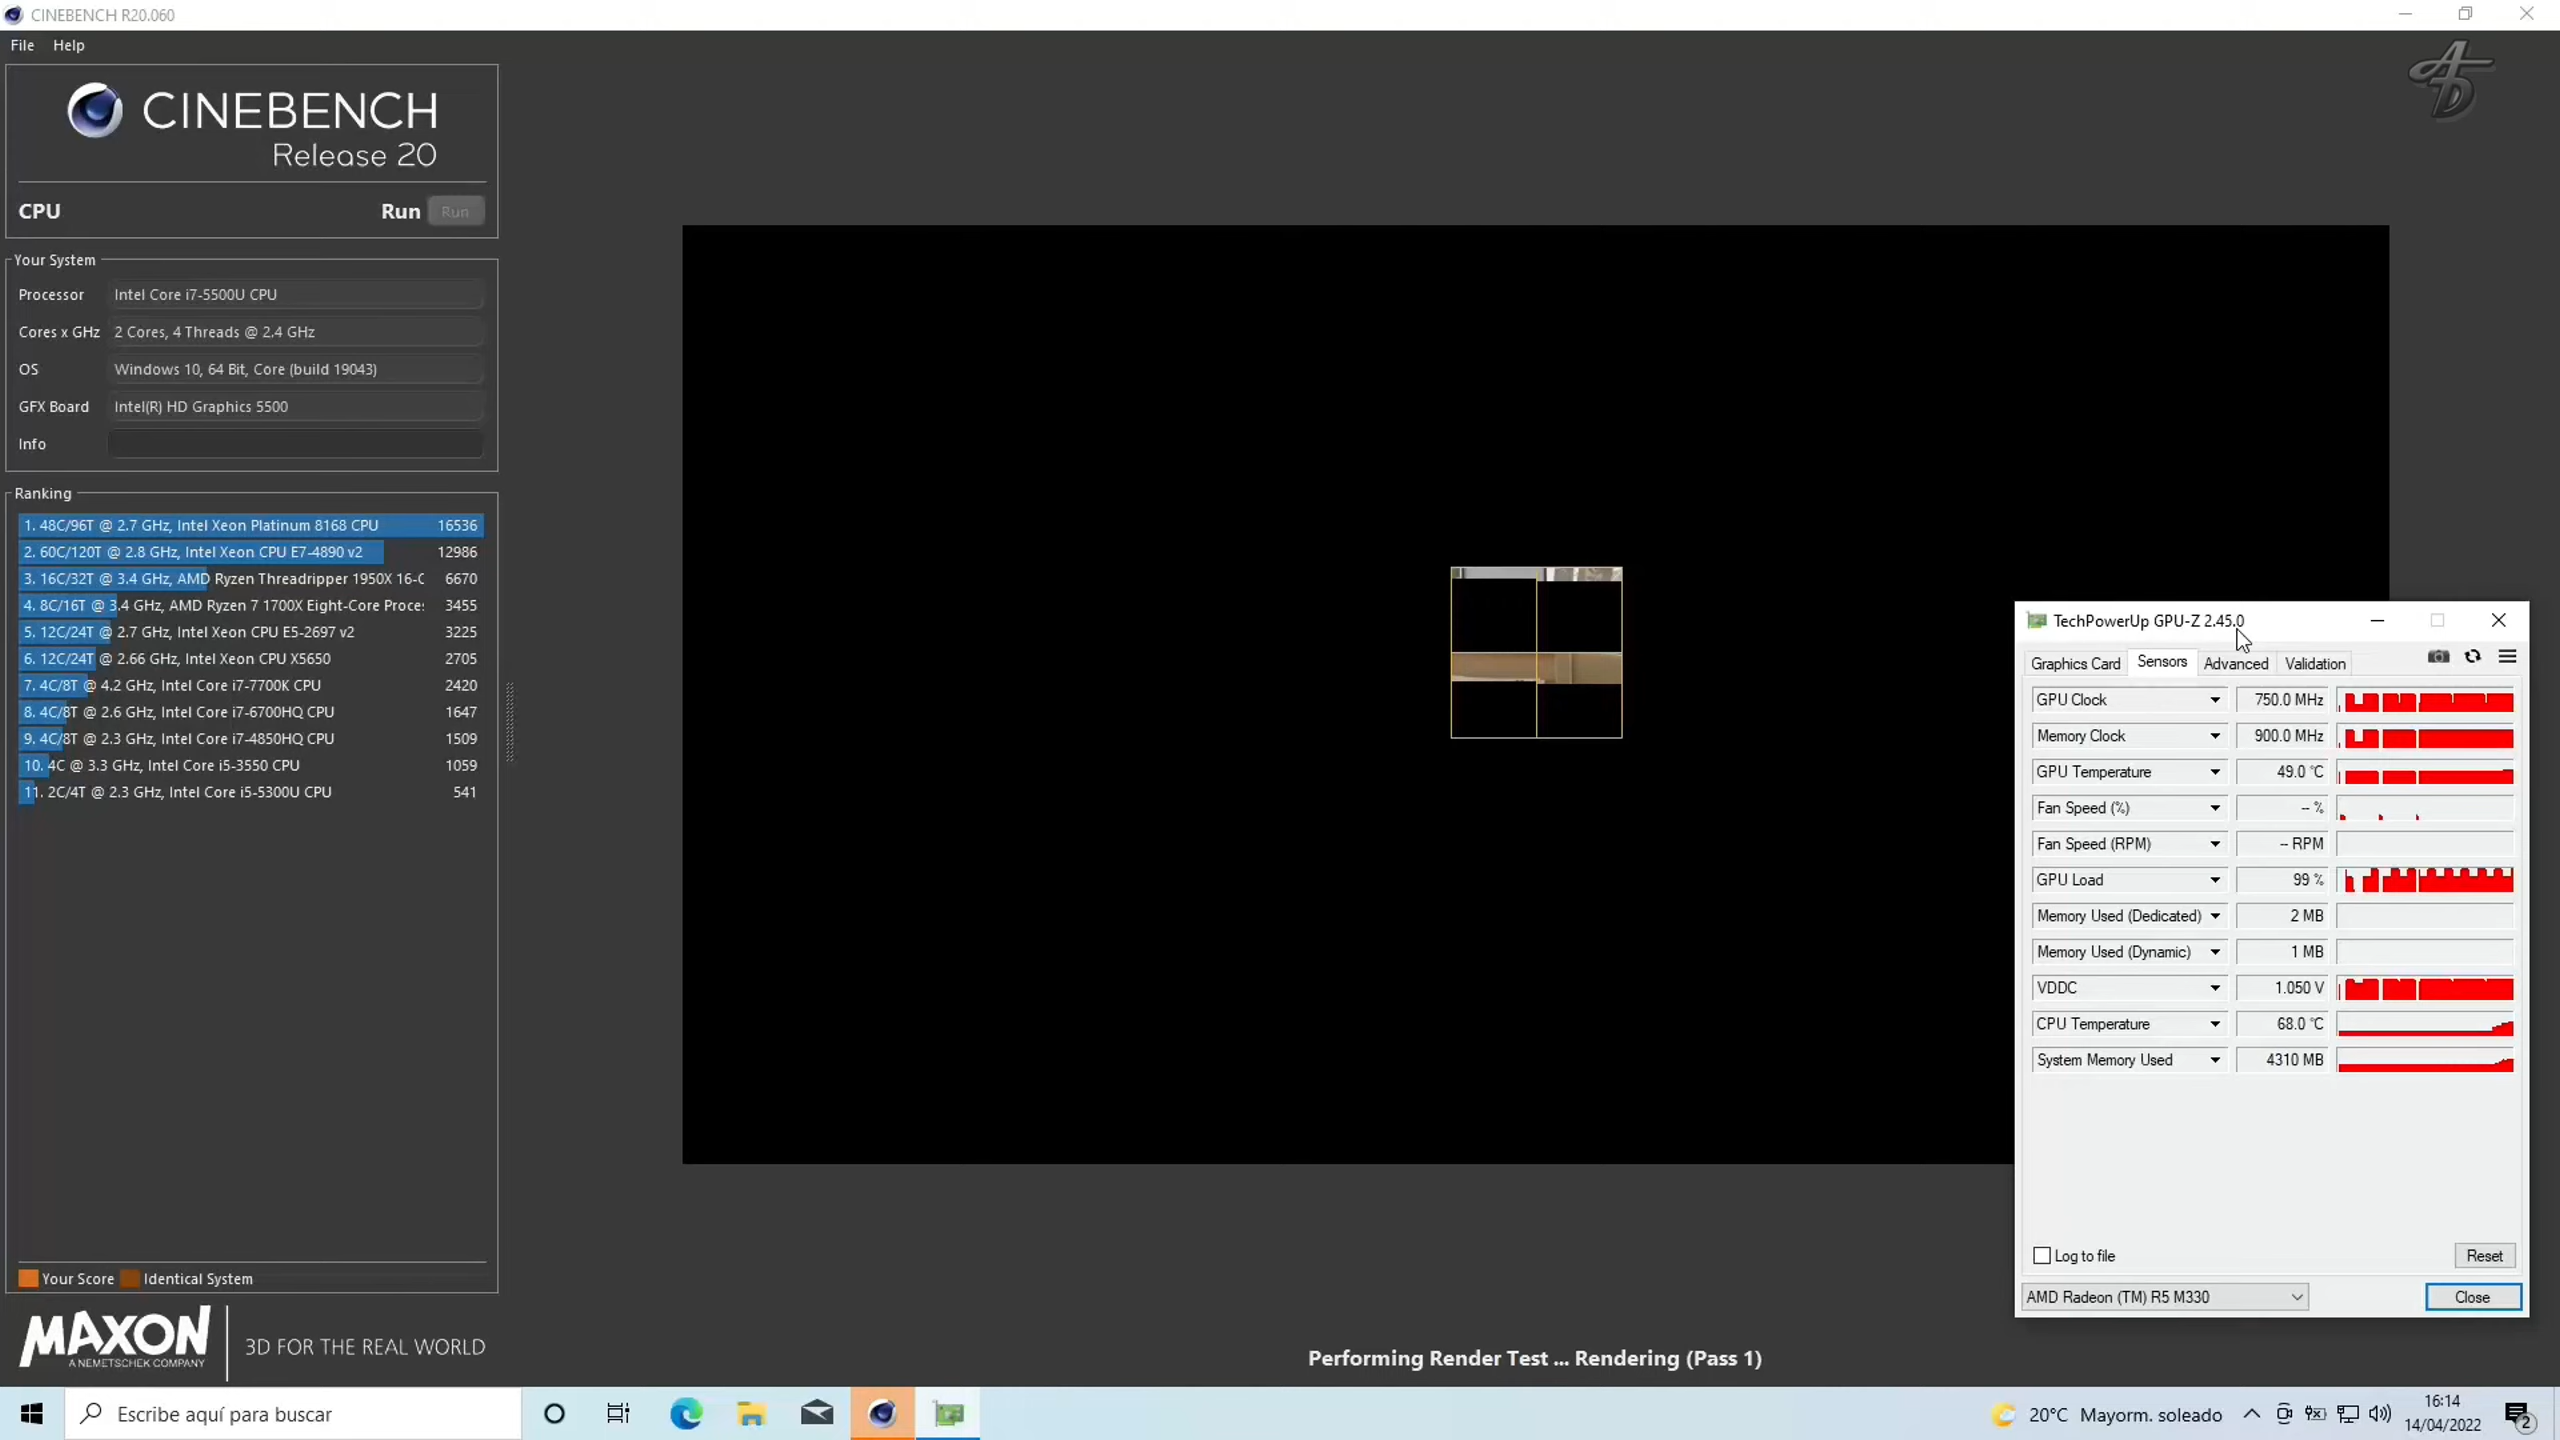 CINEBENCH R20.060
File Help
CINEBENCH
Release 20
CPU Run Run
Your System
Processor Intel Core i7-5500U CPU
Cores x GHz 2 Cores, 4 Threads @ 2.4 GHz
OS Windows 10, 64 Bit, Core (build 19043)
GFX Board Intel(R) HD Graphics 5500
Info
Ranking
1. 48C/96T @ 2.7 GHz, Intel Xeon Platinum 8168 CPU 16536
2. 60C/120T @ 2.8 GHz, Intel Xeon CPU E7-4890 v2 12986
3. 16C/32T @ 3.4 GHz, AMD Ryzen Threadripper 1950X 16-C 6670
4. 8C/16T @ 3.4 GHz, AMD Ryzen 7 1700X Eight-Core Proce: 3455
5. 12C/24T @ 2.7 GHz, Intel Xeon CPU E5-2697 v2 3225
6. 12C/24T @ 2.66 GHz, Intel Xeon CPU X5650 2705
7. 4C/8T @ 4.2 GHz, Intel Core i7-7700K CPU 2420
8. 4C/8T @ 2.6 GHz, Intel Core i7-6700HQ CPU 1647
9. 4C/8T @ 2.3 GHz, Intel Core i7-4850HQ CPU 1509
10. 4C @ 3.3 GHz, Intel Core i5-3550 CPU 1059
11. 2C/4T @ 2.3 GHz, Intel Core i5-5300U CPU 541
Your Score Identical System
MAXON
A NEMETSCHEK COMPANY
3D FOR THE REAL WORLD
Performing Render Test ... Rendering (Pass 1)
AD
TechPowerUp GPU-Z 2.45.0
Graphics Card Sensors Advanced Validation
GPU Clock 750.0 MHz
Memory Clock 900.0 MHz
GPU Temperature 49.0 °C
Fan Speed (%) -- %
Fan Speed (RPM) -- RPM
GPU Load 99 %
Memory Used (Dedicated) 2 MB
Memory Used (Dynamic) 1 MB
VDDC 1.050 V
CPU Temperature 68.0 °C
System Memory Used 4310 MB
Log to file Reset
AMD Radeon (TM) R5 M330 Close
Escribe aquí para buscar
20°C Mayorm. soleado
16:14
14/04/2022
2